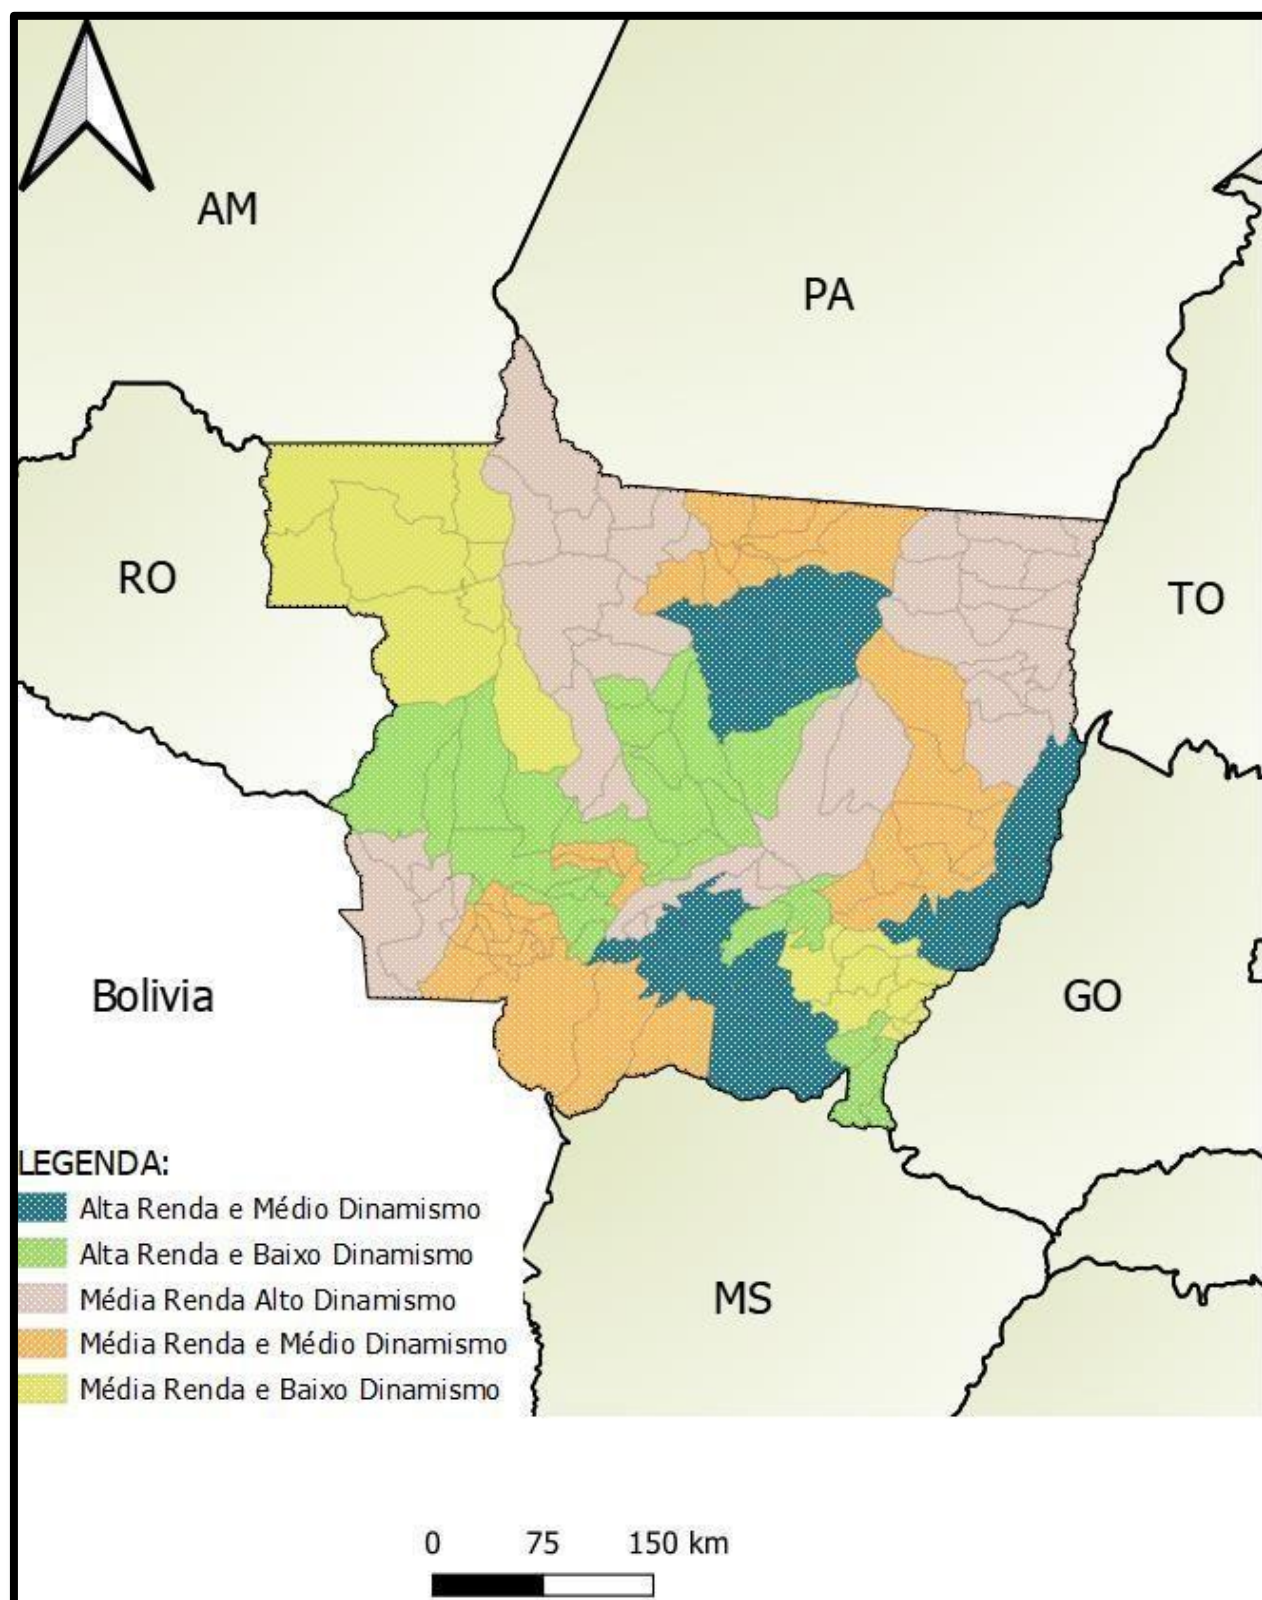 AM
PA
RO
TO
Bolivia
GO
LEGENDA:
Alta Renda e Médio Dinamismo
Alta Renda e Baixo Dinamismo
Média Renda Alto Dinamismo
Média Renda e Médio Dinamismo
Média Renda e Baixo Dinamismo
MS
0 75 150 km